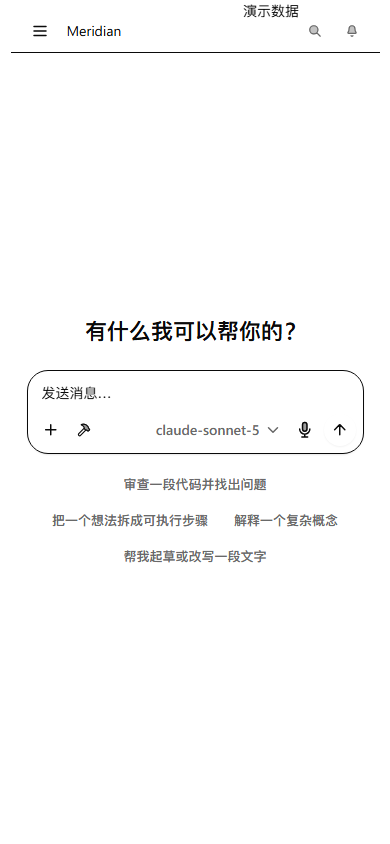 演示数据
Meridian
有什么我可以帮你的？
发送消息...
claude-sonnet-5
审查一段代码并找出问题
把一个想法拆成可执行步骤 解释一个复杂概念
帮我起草或改写一段文字